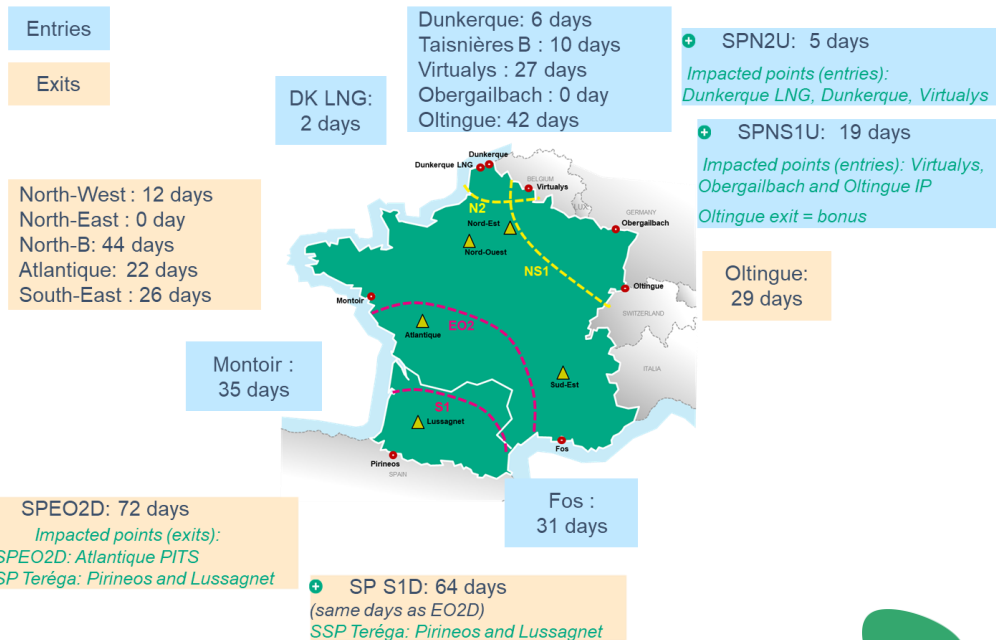 Entries
Exits
Dunkerque: 6 days
Taisnières B : 10 days
Virtualys : 27 days
Obergailbach : 0 day
Oltingue: 42 days
SPN2U: 5 days
Impacted points (entries):
Dunkerque LNG, Dunkerque, Virtualys
DK LNG:
2 days
SPNS1U: 19 days
Impacted points (entries): Virtualys,
Obergailbach and Oltingue IP
Oltingue exit = bonus
North-West : 12 days
North-East : 0 day
North-B: 44 days
Atlantique: 22 days
South-East : 26 days
Dunkerque
Dunkerque LNG
BELGIUM
Virtualys
N2
LUX
GERMANY
Nord-Est
Obergailbach
Nord-Ouest
NS1
Oltingue
Montoir
SWITZERLAND
EO2
Atlantique
ITALIA
Sud-Est
S1
Lussagnet
Fos
Pirineos
SPAIN
Oltingue:
29 days
Montoir :
35 days
Fos :
31 days
SPEO2D: 72 days
Impacted points (exits):
SPEO2D: Atlantique PITS
SP Teréga: Pirineos and Lussagnet
SP S1D: 64 days
(same days as EO2D)
SSP Teréga: Pirineos and Lussagnet